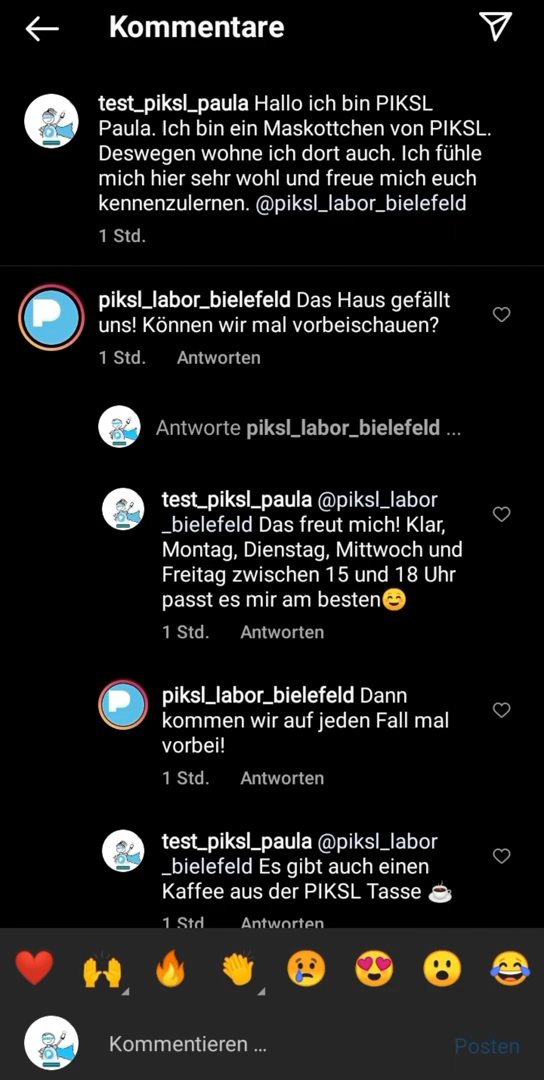 Kommentare
test_piksl_paula Hallo ich bin PIKSL
Paula. Ich bin ein Maskottchen von PIKSL.
Deswegen wohne ich dort auch. Ich fühle
mich hier sehr wohl und freue mich euch
kennenzulernen. @piksl_labor_bielefeld
1 Std.
P
piksl_labor_bielefeld Das Haus gefällt
uns! Können wir mal vorbeischauen?
1 Std. Antworten
Antworte piksl_labor_bielefeld ...
test_piksl_paula @piksl_labor
_bielefeld Das freut mich! Klar,
Montag, Dienstag, Mittwoch und
Freitag zwischen 15 und 18 Uhr
passt es mir am besten☺️
1 Std. Antworten
P
piksl_labor_bielefeld Dann
kommen wir auf jeden Fall mal
vorbei!
1 Std. Antworten
test_piksl_paula @piksl_labor
_bielefeld Es gibt auch einen
Kaffee aus der PIKSL Tasse ☕
1 Std. Antworten
❤️ 🙌 🔥 👏 😢 😍 😮 😂
Kommentieren ... Posten